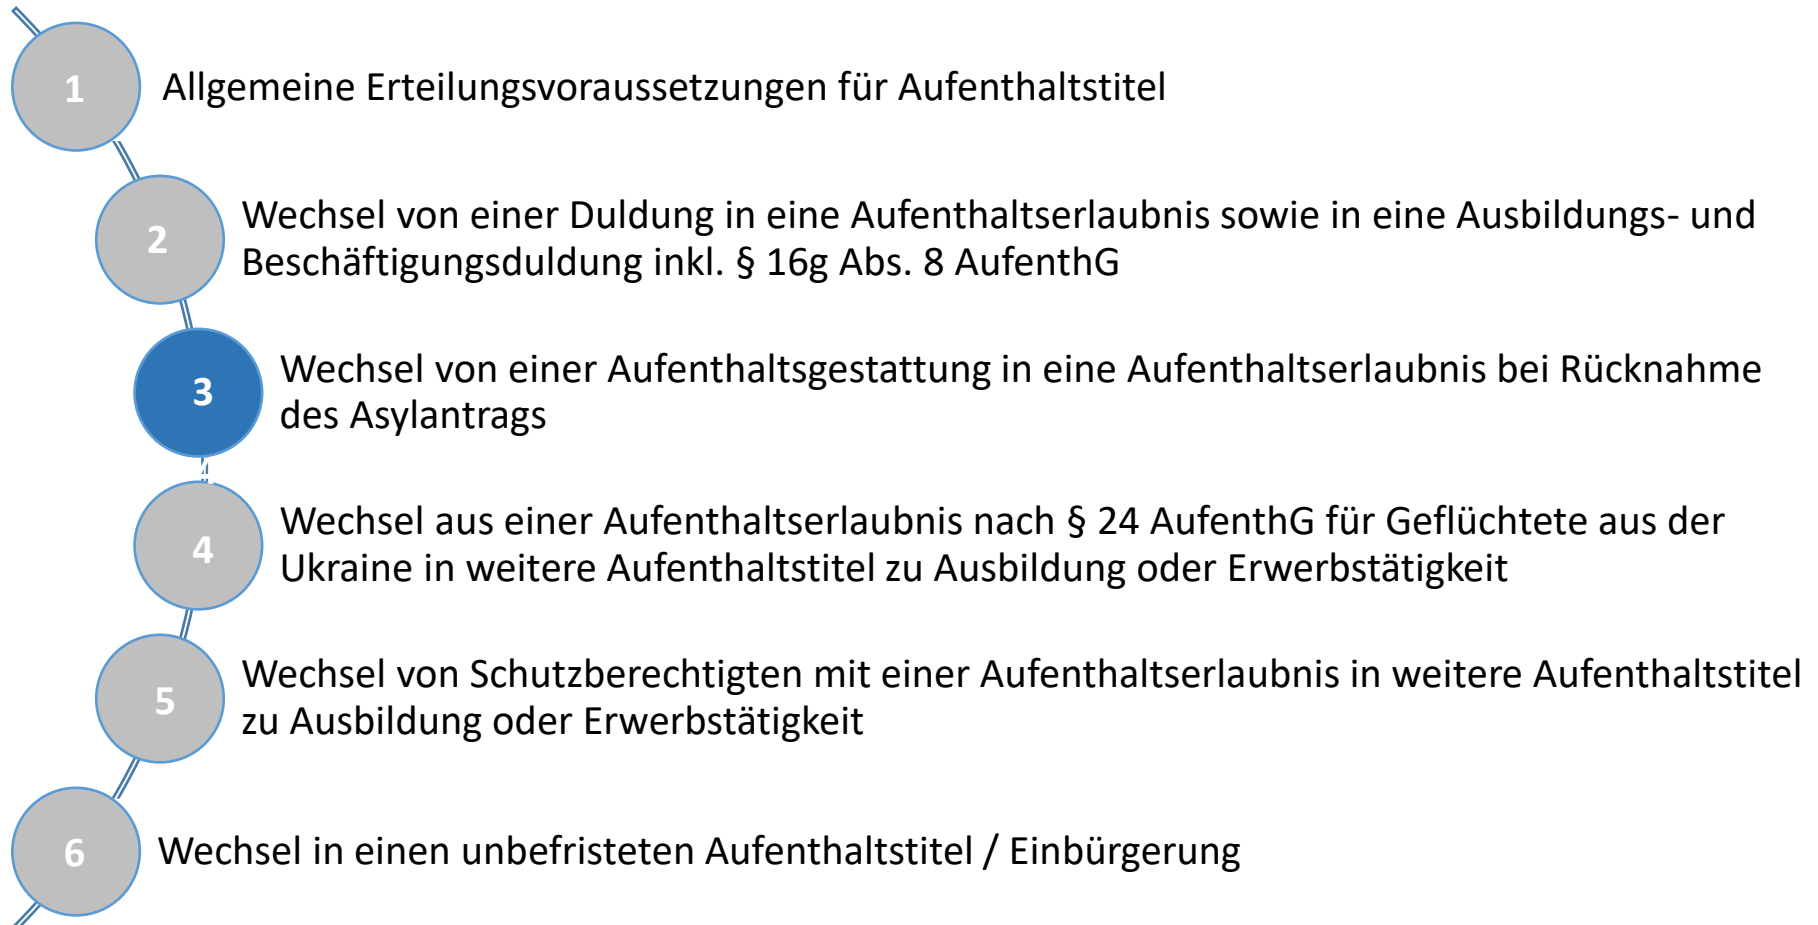 1 Allgemeine Erteilungsvoraussetzungen für Aufenthaltstitel
2 Wechsel von einer Duldung in eine Aufenthaltserlaubnis sowie in eine Ausbildungs- und
Beschäftigungsduldung inkl. § 16g Abs. 8 AufenthG
3 Wechsel von einer Aufenthaltsgestattung in eine Aufenthaltserlaubnis bei Rücknahme
des Asylantrags
4
4 Wechsel aus einer Aufenthaltserlaubnis nach § 24 AufenthG für Geflüchtete aus der
Ukraine in weitere Aufenthaltstitel zu Ausbildung oder Erwerbstätigkeit
5 Wechsel von Schutzberechtigten mit einer Aufenthaltserlaubnis in weitere Aufenthaltstitel
zu Ausbildung oder Erwerbstätigkeit
6 Wechsel in einen unbefristeten Aufenthaltstitel / Einbürgerung